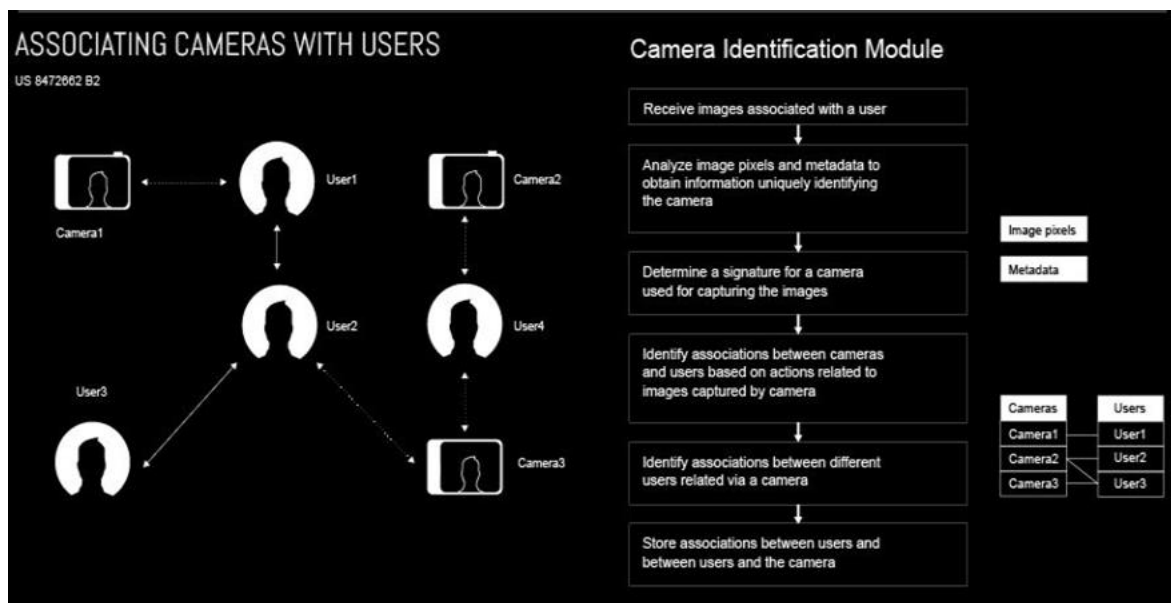 ASSOCIATING CAMERAS WITH USERS
US 8472662 B2
Camera1
User1
Camera2
User2
User4
User3
Camera3
Camera Identification Module
Receive images associated with a user
Analyze image pixels and metadata to
obtain information uniquely identifying
the camera
Determine a signature for a camera
used for capturing the images
Identify associations between cameras
and users based on actions related to
images captured by camera
Identify associations between different
users related via a camera
Store associations between users and
between users and the camera
Image pixels
Metadata
Cameras Users
Camera1 User1
Camera2 User2
Camera3 User3